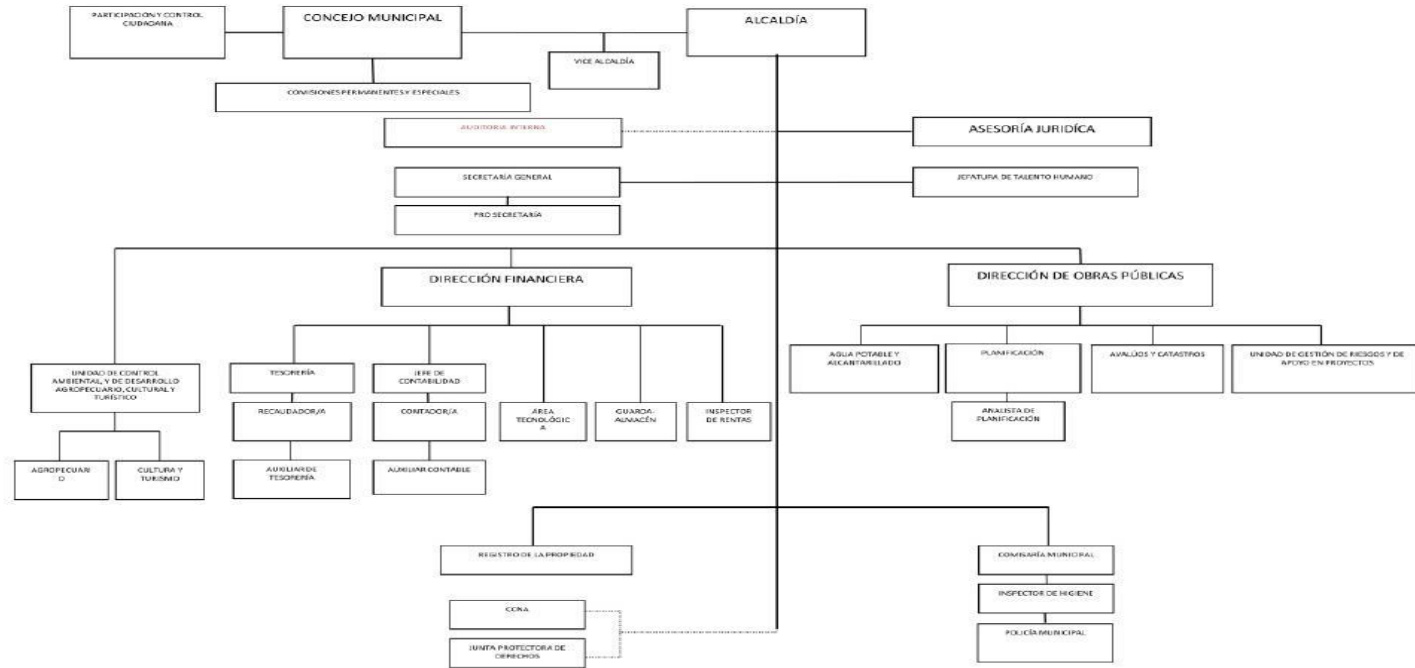 PARTICIPACIÓN Y CONTROL
CIUDADANA
CONCEJO MUNICIPAL
ALCALDÍA
VICE ALCALDÍA
COMISIONES PERMANENTES Y ESPECIALES
AUDITORIA INTERNA
ASESORÍA JURIDÍCA
SECRETARÍA GENERAL
JEFATURA DE TALENTO HUMANO
PRO SECRETARÍA
DIRECCIÓN FINANCIERA
DIRECCIÓN DE OBRAS PÚBLICAS
UNIDAD DE CONTROL
AMBIENTAL, Y DE DESARROLLO
AGROPECUARIO, CULTURAL Y
TURÍSTICO
TESORERÍA
JEFE DE
CONTABILIDAD
AGUA POTABLE Y
ALCANTARILLADO
PLANIFICACIÓN
AVALÚOS Y CATASTROS
UNIDAD DE GESTIÓN DE RIESGOS Y DE
APOYO EN PROYECTOS
RECAUDADOR/A
CONTADOR/A
ÁREA
TECNOLÓGIC
A
GUARDA-
ALMACÉN
INSPECTOR
DE RENTAS
ANALISTA DE
PLANIFICACIÓN
AGROPECUARI
O
CULTURA Y
TURISMO
AUXILIAR DE
TESORERÍA
AUXILIAR CONTABLE
REGISTRO DE LA PROPIEDAD
COMISARÍA MUNICIPAL
INSPECTOR DE HIGIENE
CCNA
POLICÍA MUNICIPAL
JUNTA PROTECTORA DE
DERECHOS